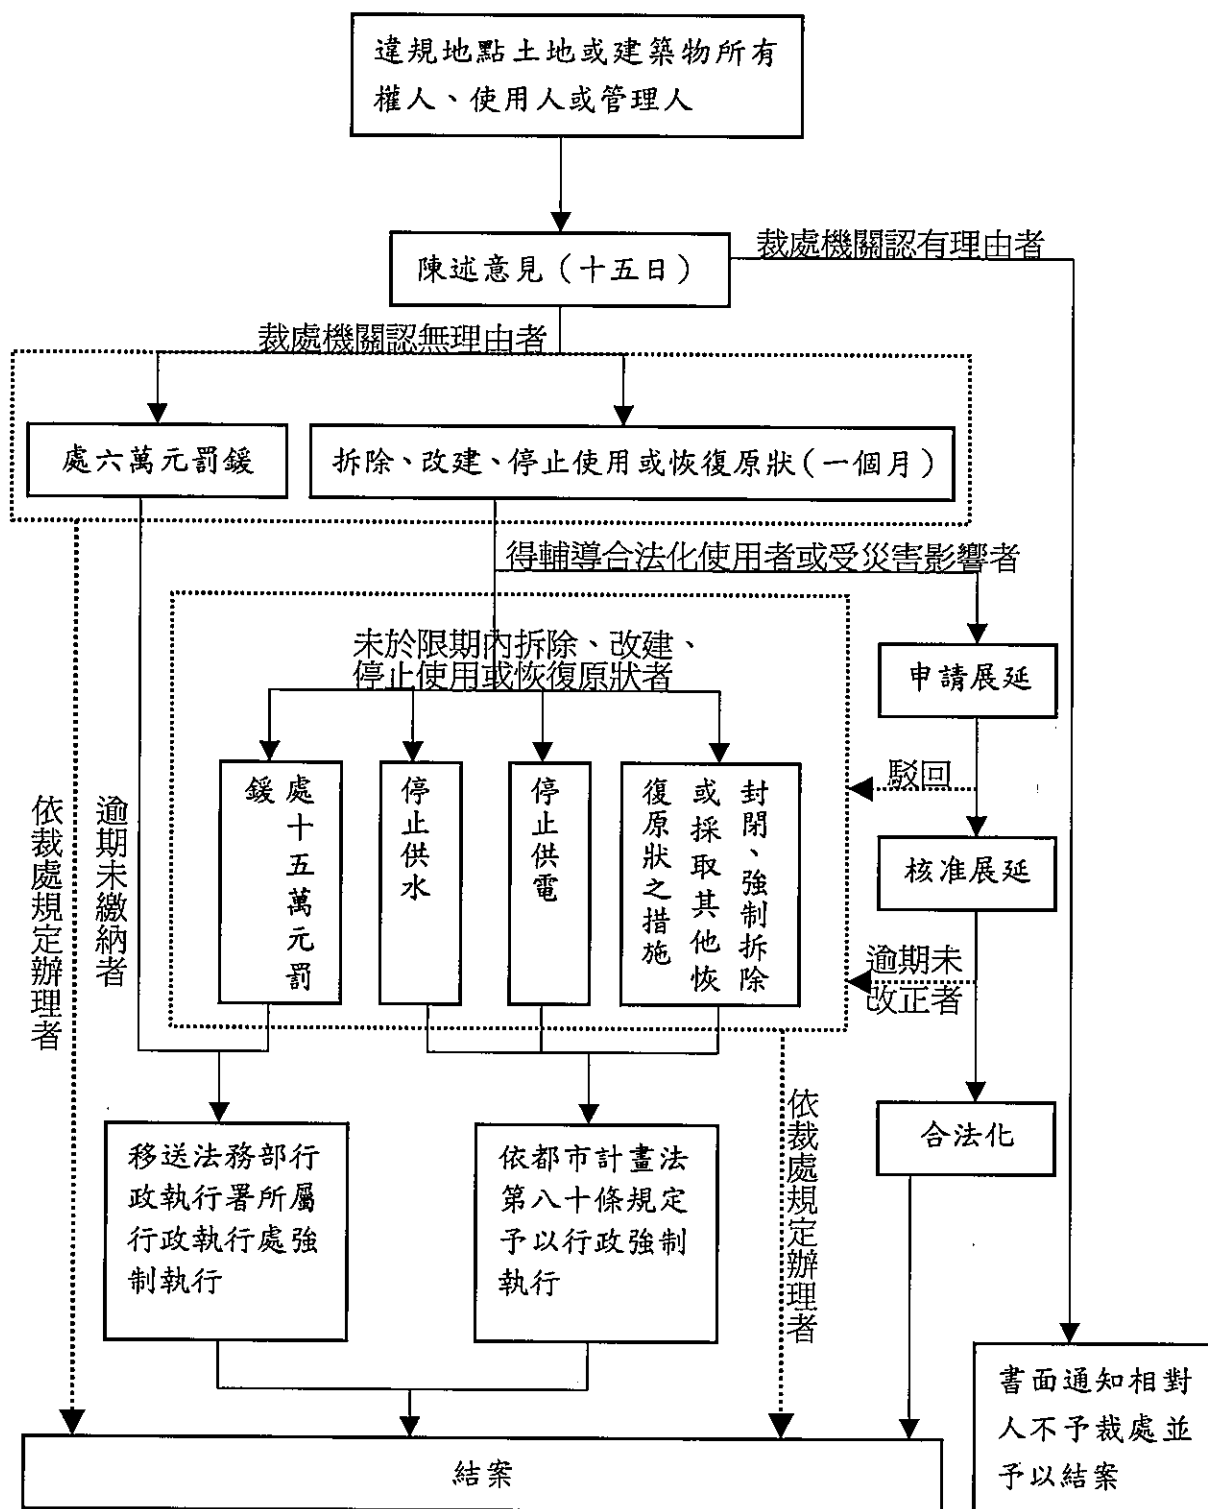 違規地點土地或建築物所有
權人、使用人或管理人
陳述意見（十五日）
裁處機關認有理由者
裁處機關認無理由者
處六萬元罰鍰
拆除、改建、停止使用或恢復原狀（一個月）
得輔導合法化使用者或受災害影響者
未於限期內拆除、改建、
停止使用或恢復原狀者
申請展延
駁回
處十五萬元罰
鍰
停止供水
停止供電
封閉、強制拆除
或採取其他恢
復原狀之措施
核准展延
逾期未
改正者
逾期未繳納者
依裁處規定辦理者
合法化
移送法務部行
政執行署所屬
行政執行處強
制執行
依都市計畫法
第八十條規定
予以行政強制
執行
依裁處規定辦理者
書面通知相對
人不予裁處並
予以結案
結案